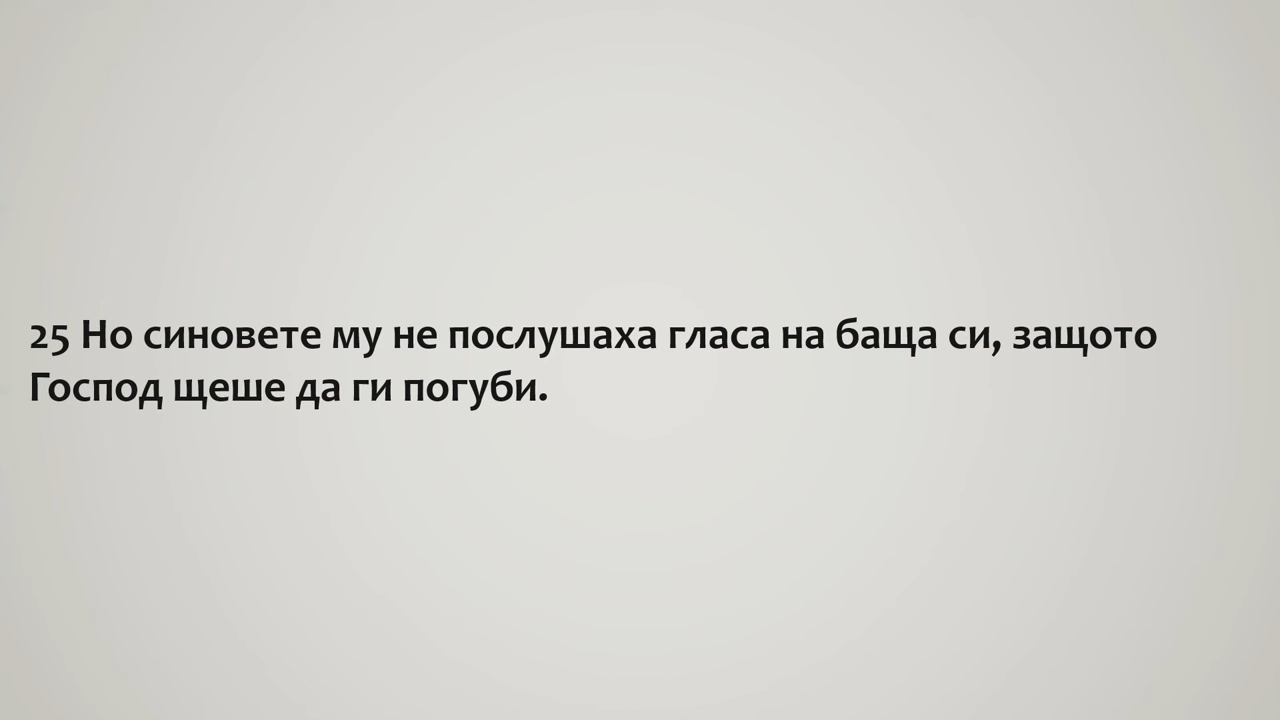 25 Но синовете му не послушаха гласа на баща си, защото
Господ щеше да ги погуби.